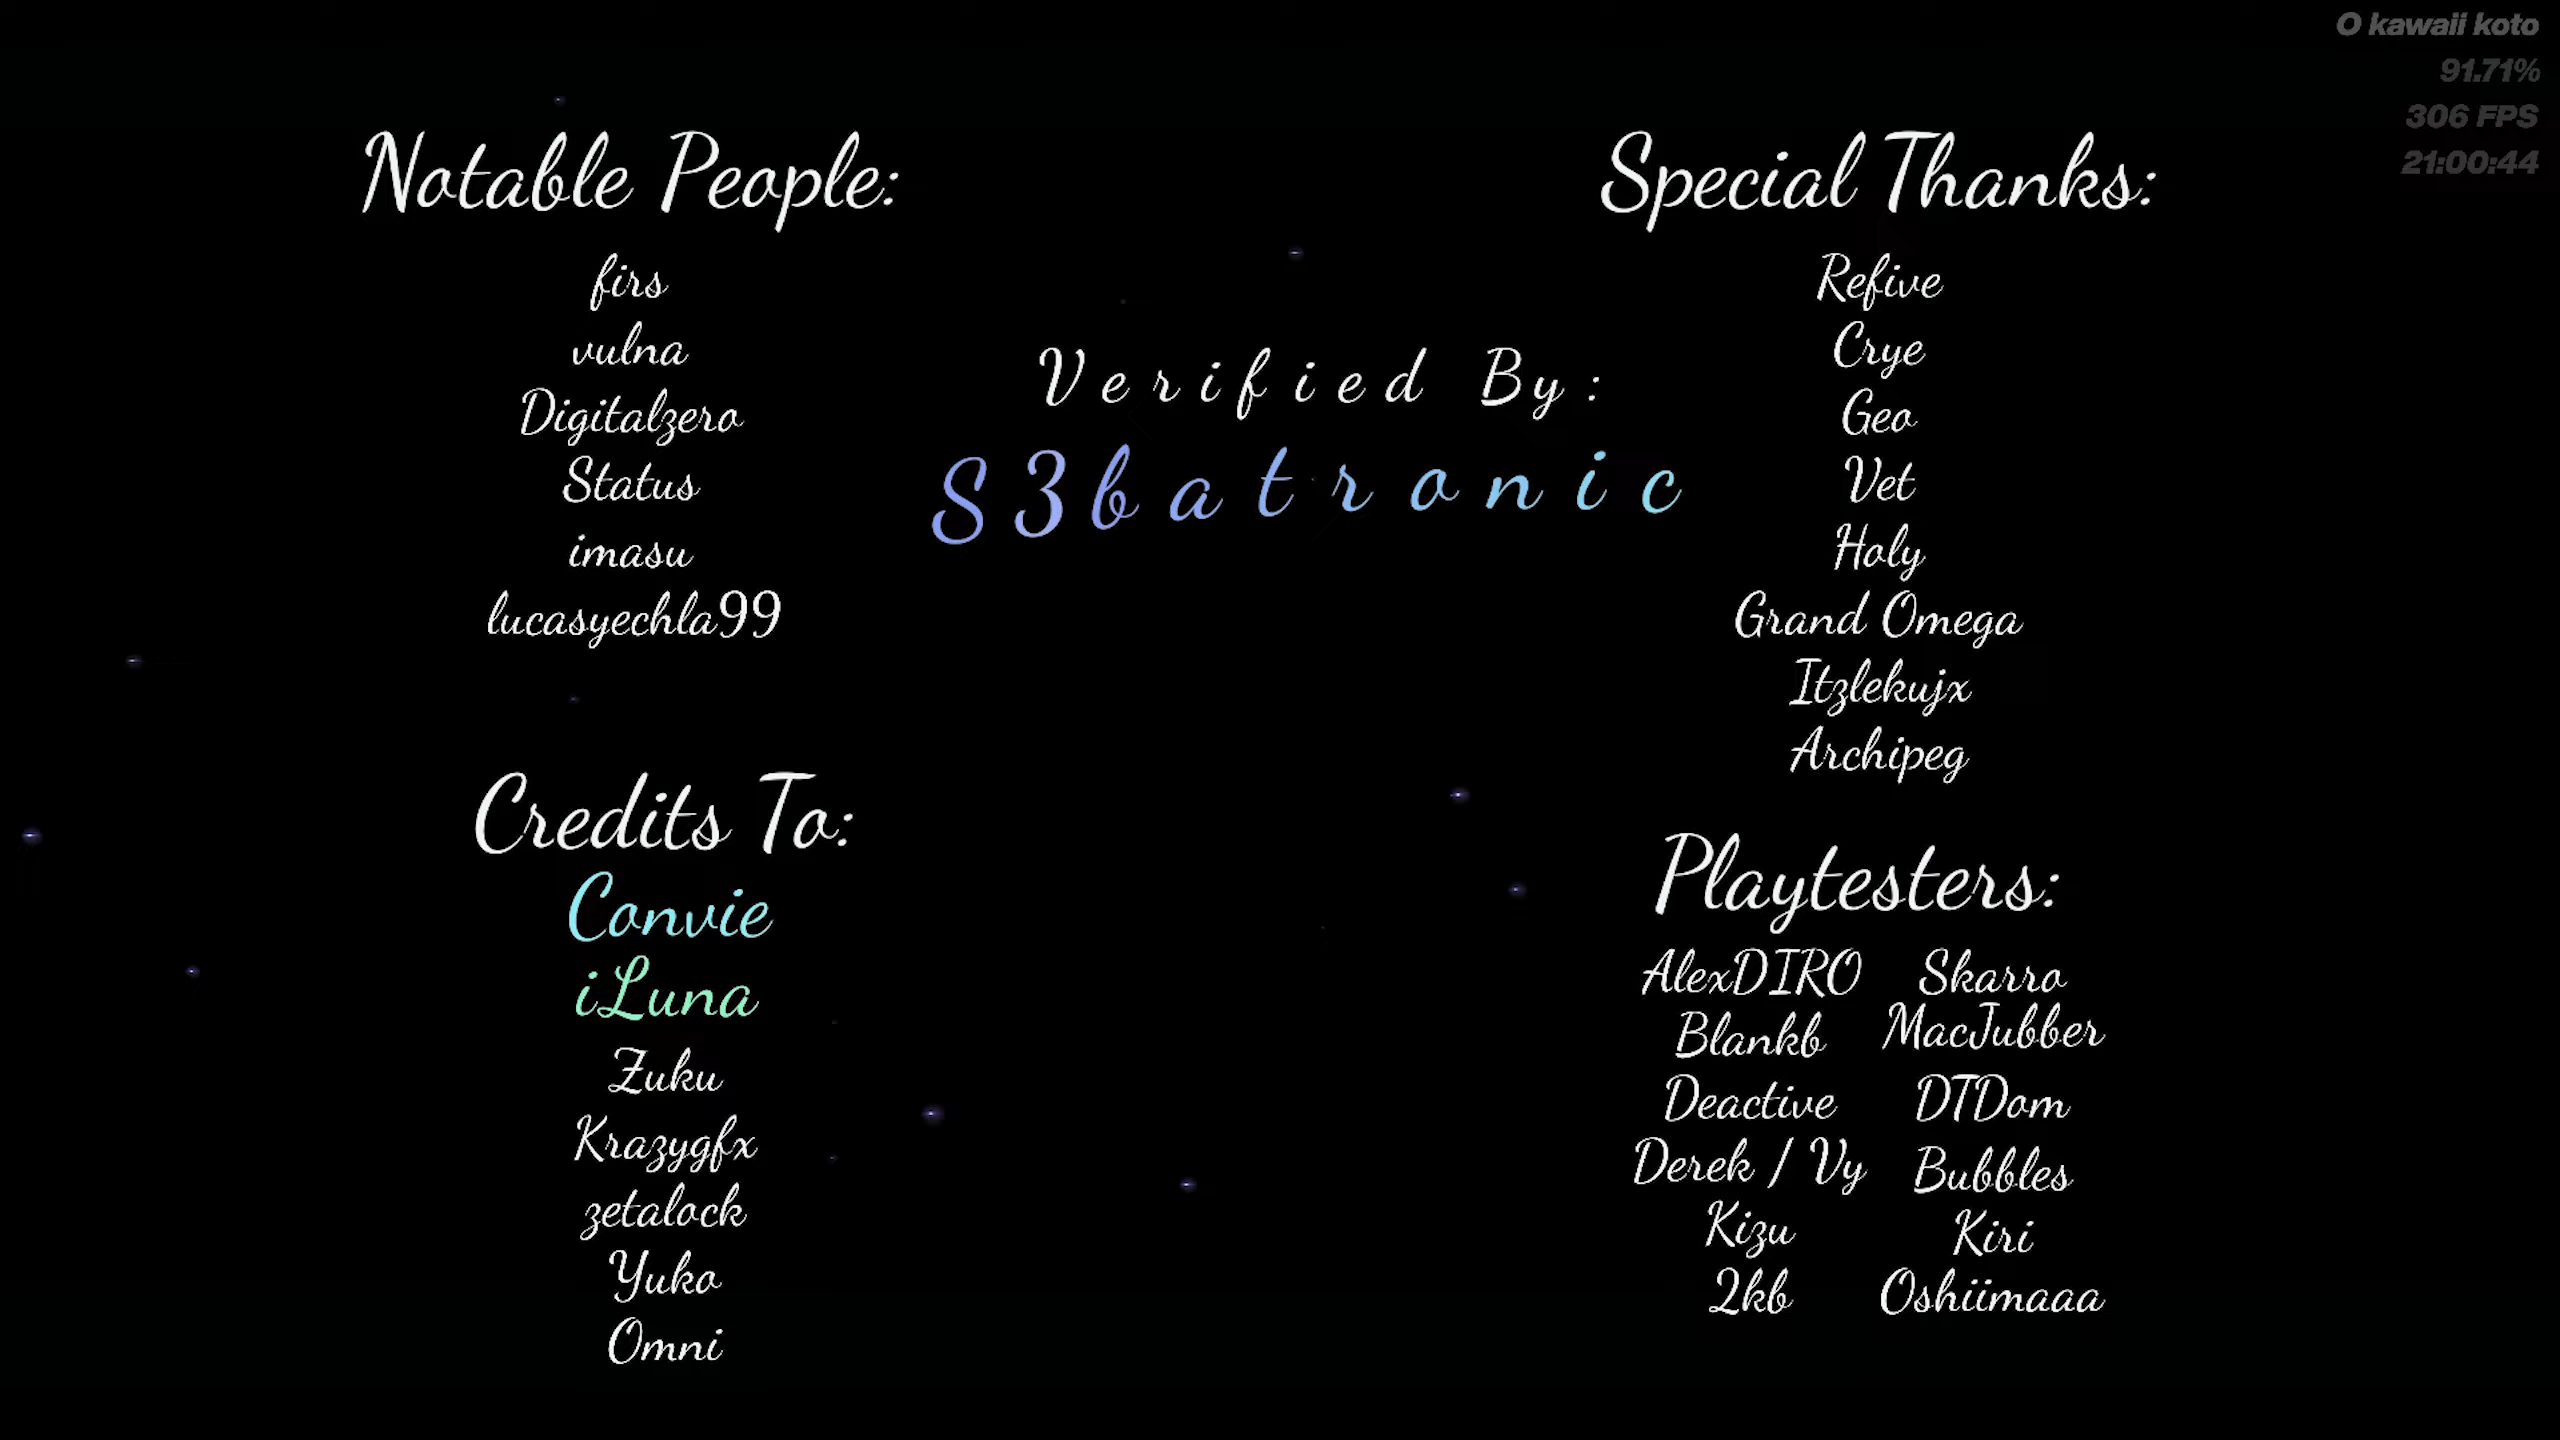 O kawaii koto
91.71%
306 FPS
21:00:44
Notable People:
firs
vulna
Digitalzero
Status
imasu
lucasyechla99
Verified By:
S3batronic
Special Thanks:
Refive
Crye
Geo
Vet
Holy
Grand Omega
Itzlekujx
Archipeg
Credits To:
Convie
iLuna
Zuku
Krazygfx
zetalock
Yuko
Omni
Playtesters:
AlexDIRO Skarro
Blankb MacJubber
Deactive DTDom
Derek / Vy Bubbles
Kizu Kiri
2kb Oshiimaaa